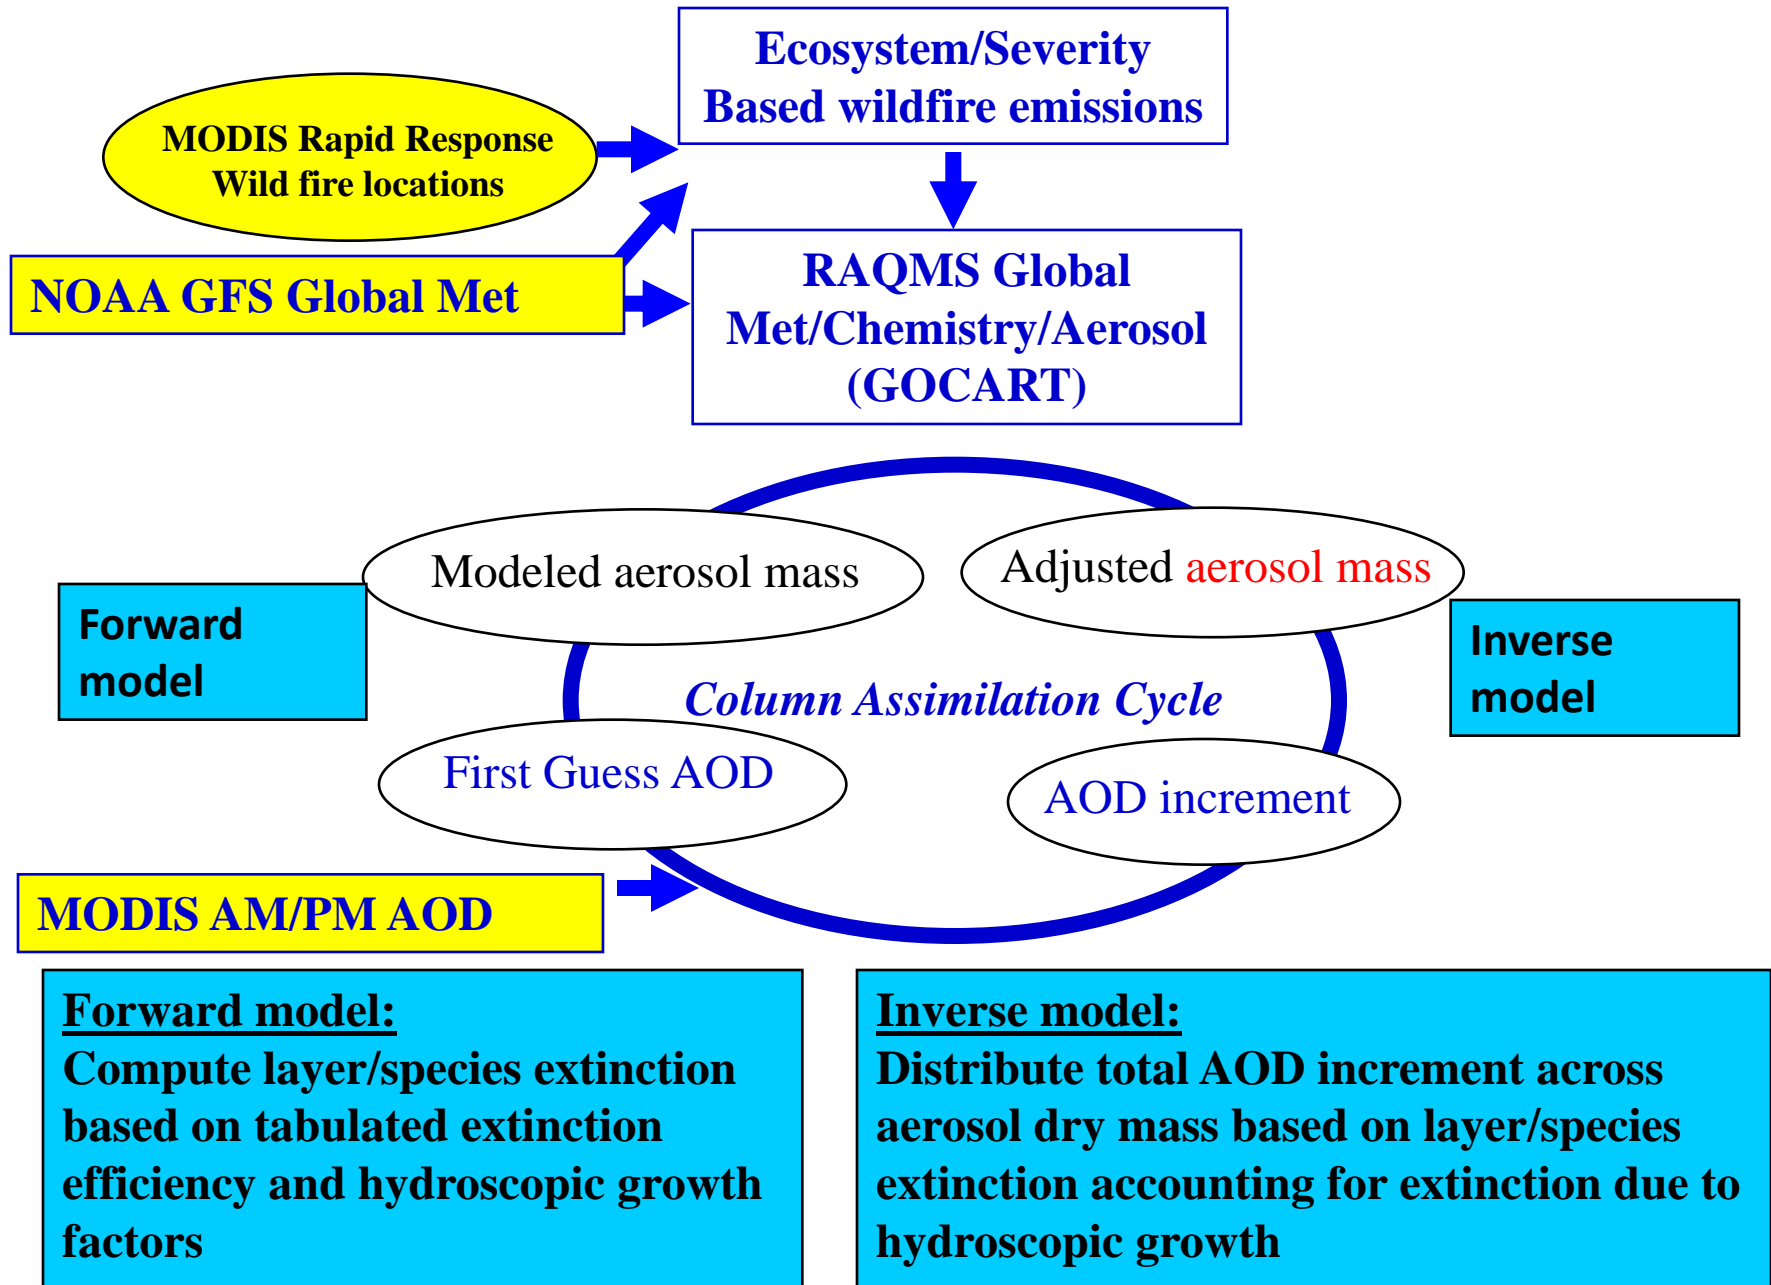 Ecosystem/Severity
Based wildfire emissions
MODIS Rapid Response
Wild fire locations
NOAA GFS Global Met
RAQMS Global
Met/Chemistry/Aerosol
(GOCART)
Modeled aerosol mass
Adjusted aerosol mass
Forward
model
Inverse
model
Column Assimilation Cycle
First Guess AOD
AOD increment
MODIS AM/PM AOD
Forward model:
Compute layer/species extinction
based on tabulated extinction
efficiency and hydroscopic growth
factors
Inverse model:
Distribute total AOD increment across
aerosol dry mass based on layer/species
extinction accounting for extinction due to
hydroscopic growth